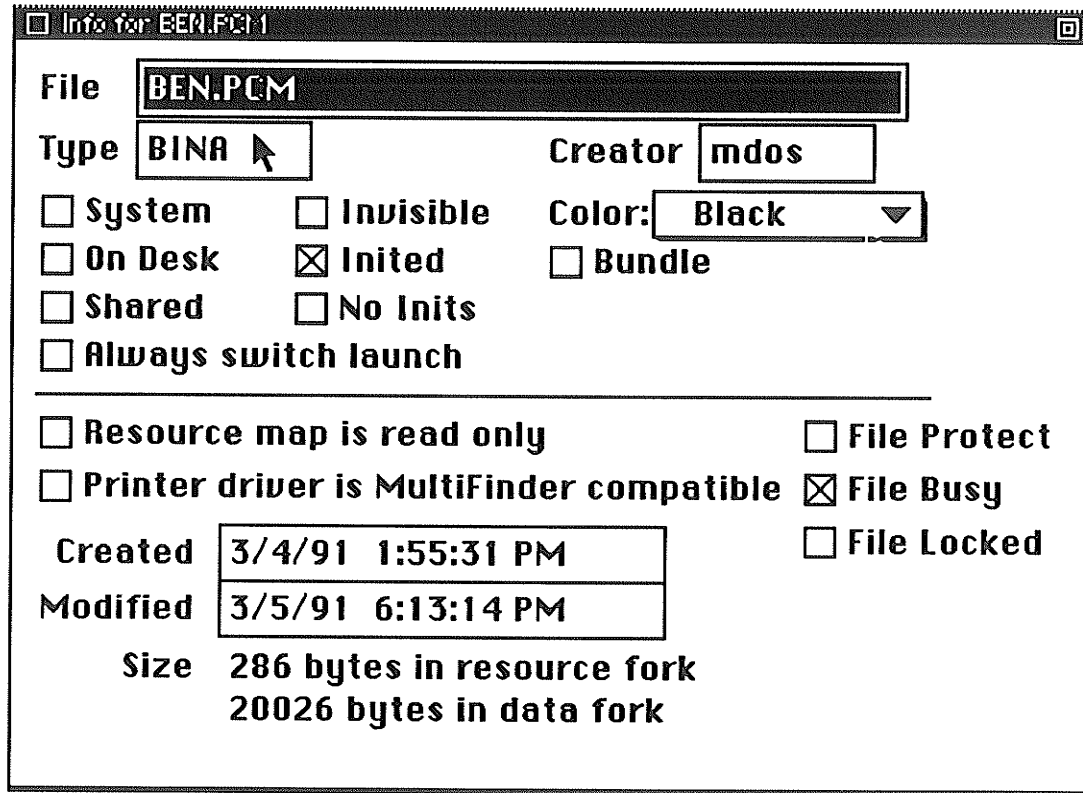 Info for BEN.PCM
File BEN.PCM
Type BINA Creator mdos
System Invisible Color: Black
On Desk Inited Bundle
Shared No Inits
Always switch launch
Resource map is read only File Protect
Printer driver is MultiFinder compatible File Busy
Created 3/4/91 1:55:31 PM File Locked
Modified 3/5/91 6:13:14 PM
Size 286 bytes in resource fork
20026 bytes in data fork